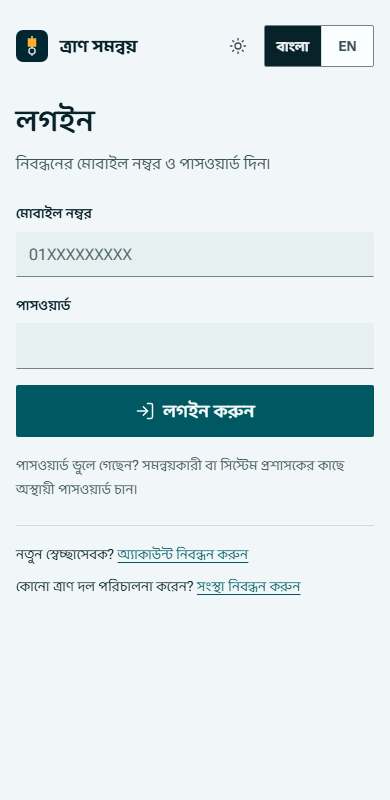 ত্রাণ সমন্বয়
বাংলা
EN
লগইন
নিবন্ধনের মোবাইল নম্বর ও পাসওয়ার্ড দিন।
মোবাইল নম্বর
01XXXXXXXXX
পাসওয়ার্ড
লগইন করুন
পাসওয়ার্ড ভুলে গেছেন? সমন্বয়কারী বা সিস্টেম প্রশাসকের কাছে
অস্থায়ী পাসওয়ার্ড চান।
নতুন স্বেচ্ছাসেবক? অ্যাকাউন্ট নিবন্ধন করুন
কোনো ত্রাণ দল পরিচালনা করেন? সংস্থা নিবন্ধন করুন